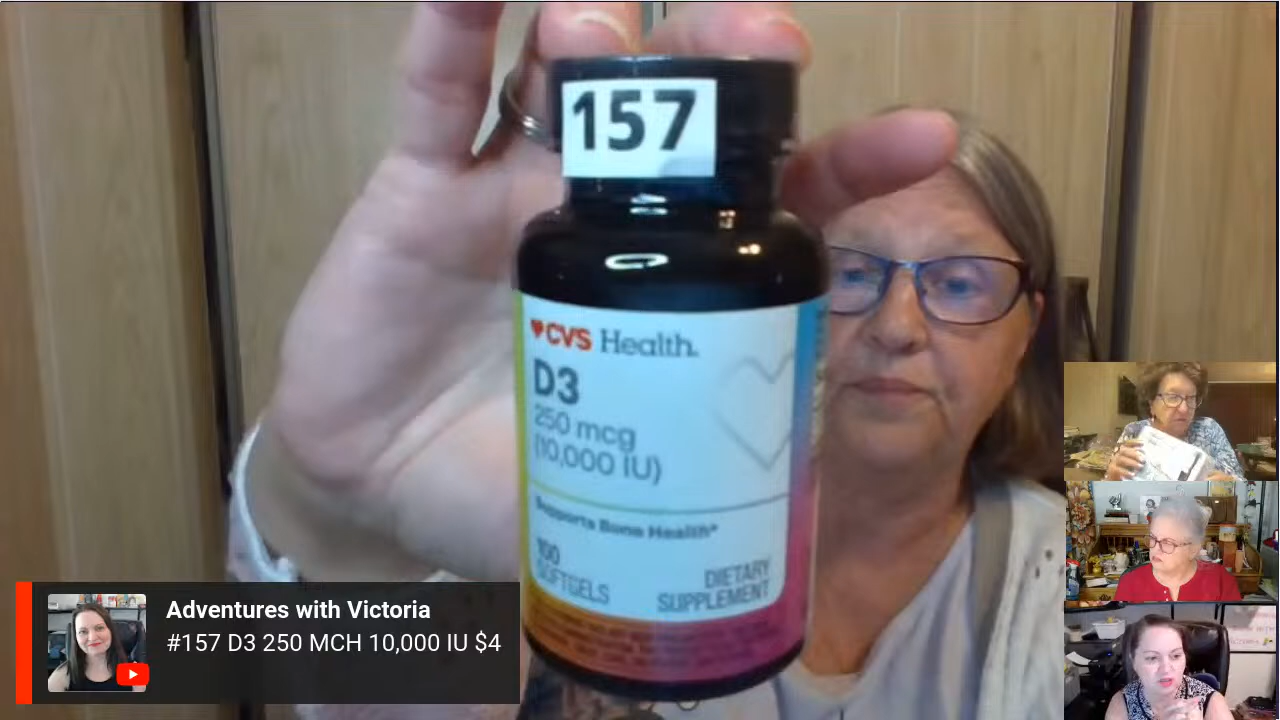 157
CVS Health.
D3
250 mcg
(10,000 IU)
Supports Bone Health*
100
SOFTGELS
DIETARY
SUPPLEMENT
Adventures with Victoria
#157 D3 250 MCH 10,000 IU $4